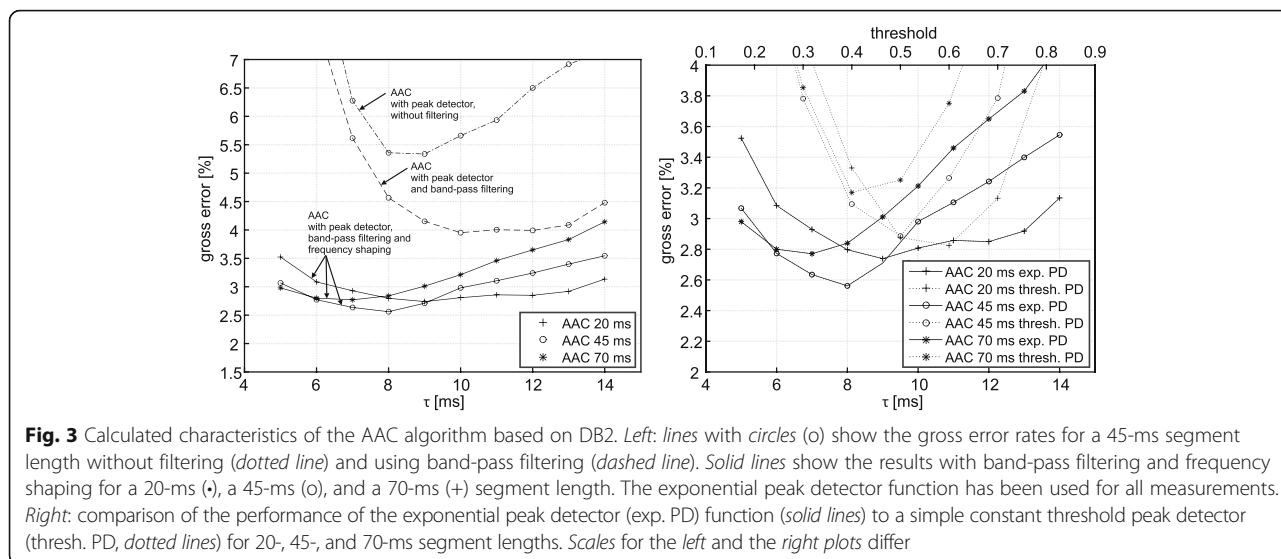 7
6.5
6
5.5
5
4.5
4
3.5
3
2.5
2
1.5
gross error [%]
4 6 8 10 12 14
τ [ms]
AAC
with peak detector,
without filtering
AAC
with peak detector
and band-pass filtering
AAC
with peak detector,
band-pass filtering and
frequency shaping
AAC 20 ms
AAC 45 ms
AAC 70 ms
threshold
0.1 0.2 0.3 0.4 0.5 0.6 0.7 0.8 0.9
4
3.8
3.6
3.4
3.2
3
2.8
2.6
2.4
2.2
2
gross error [%]
4 6 8 10 12 14
τ [ms]
AAC 20 ms exp. PD
AAC 20 ms thresh. PD
AAC 45 ms exp. PD
AAC 45 ms thresh. PD
AAC 70 ms exp. PD
AAC 70 ms thresh. PD
Fig. 3 Calculated characteristics of the AAC algorithm based on DB2. Left: lines with circles (o) show the gross error rates for a 45-ms segment
length without filtering (dotted line) and using band-pass filtering (dashed line). Solid lines show the results with band-pass filtering and frequency
shaping for a 20-ms (•), a 45-ms (o), and a 70-ms (+) segment length. The exponential peak detector function has been used for all measurements.
Right: comparison of the performance of the exponential peak detector (exp. PD) function (solid lines) to a simple constant threshold peak detector
(thresh. PD, dotted lines) for 20-, 45-, and 70-ms segment lengths. Scales for the left and the right plots differ